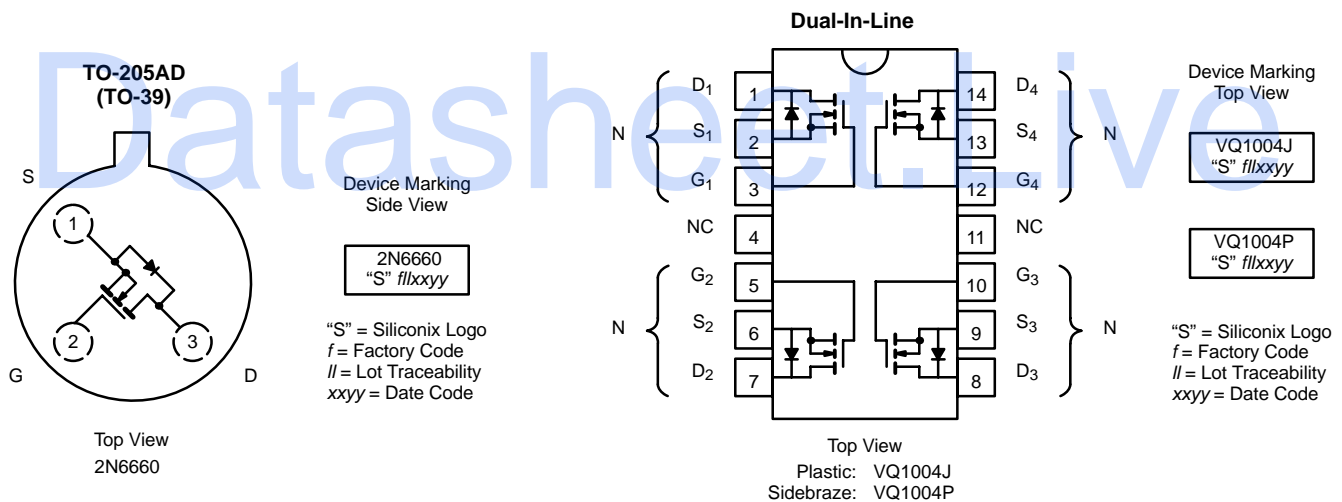 Datasheet.Live
TO-205AD
(TO-39)
S
1
2
3
G
D
Top View
2N6660
Device Marking
Side View
2N6660
“S” fllxxyy
“S” = Siliconix Logo
f = Factory Code
ll = Lot Traceability
xxyy = Date Code
Dual-In-Line
N
D1
S1
G1
NC
G2
S2
D2
N
1
2
3
4
5
6
7
14
13
12
11
10
9
8
D4
S4
G4
NC
G3
S3
D3
N
N
Top View
Plastic: VQ1004J
Sidebraze: VQ1004P
Device Marking
Top View
VQ1004J
“S” fllxxyy
VQ1004P
“S” fllxxyy
“S” = Siliconix Logo
f = Factory Code
ll = Lot Traceability
xxyy = Date Code